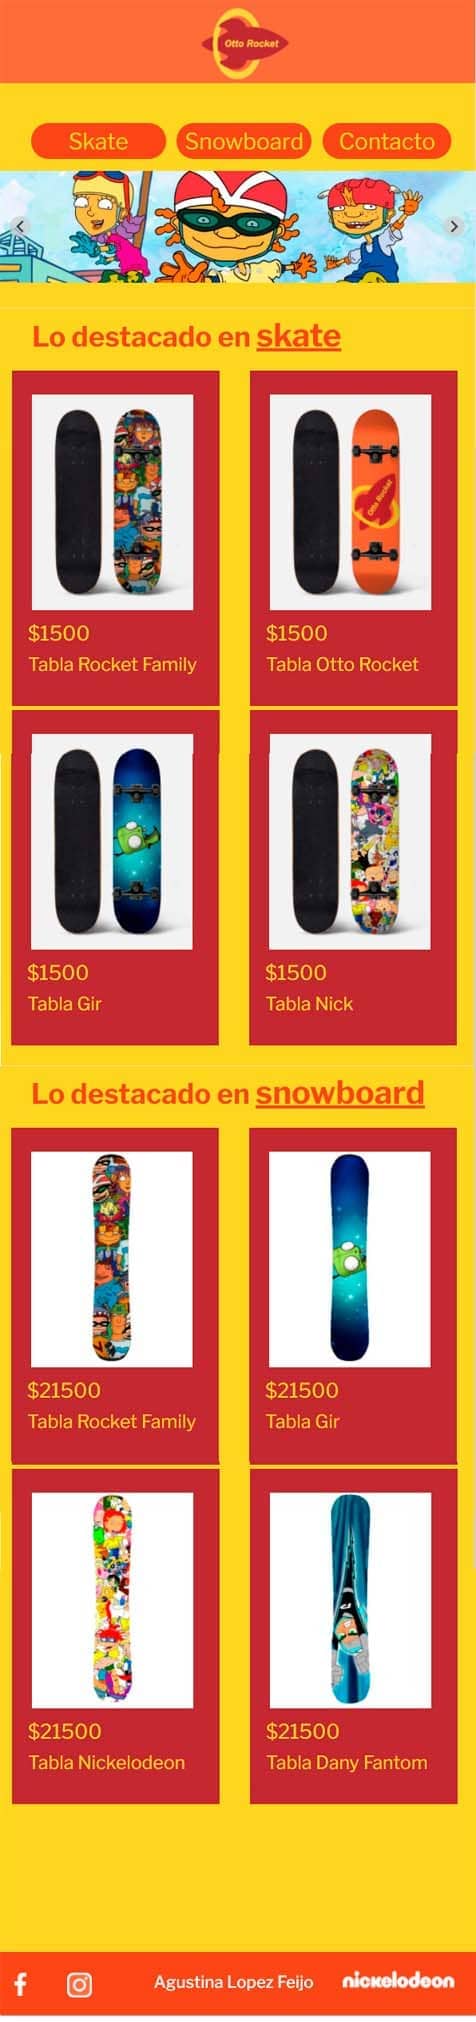 Otto Rocket
Skate Snowboard Contacto
Lo destacado en skate
Otto Rocket
$1500 $1500
Tabla Rocket Family Tabla Otto Rocket
$1500 $1500
Tabla Gir Tabla Nick
Lo destacado en snowboard
$21500 $21500
Tabla Rocket Family Tabla Gir
$21500 $21500
Tabla Nickelodeon Tabla Dany Fantom
Agustina Lopez Feijo nickelodeon